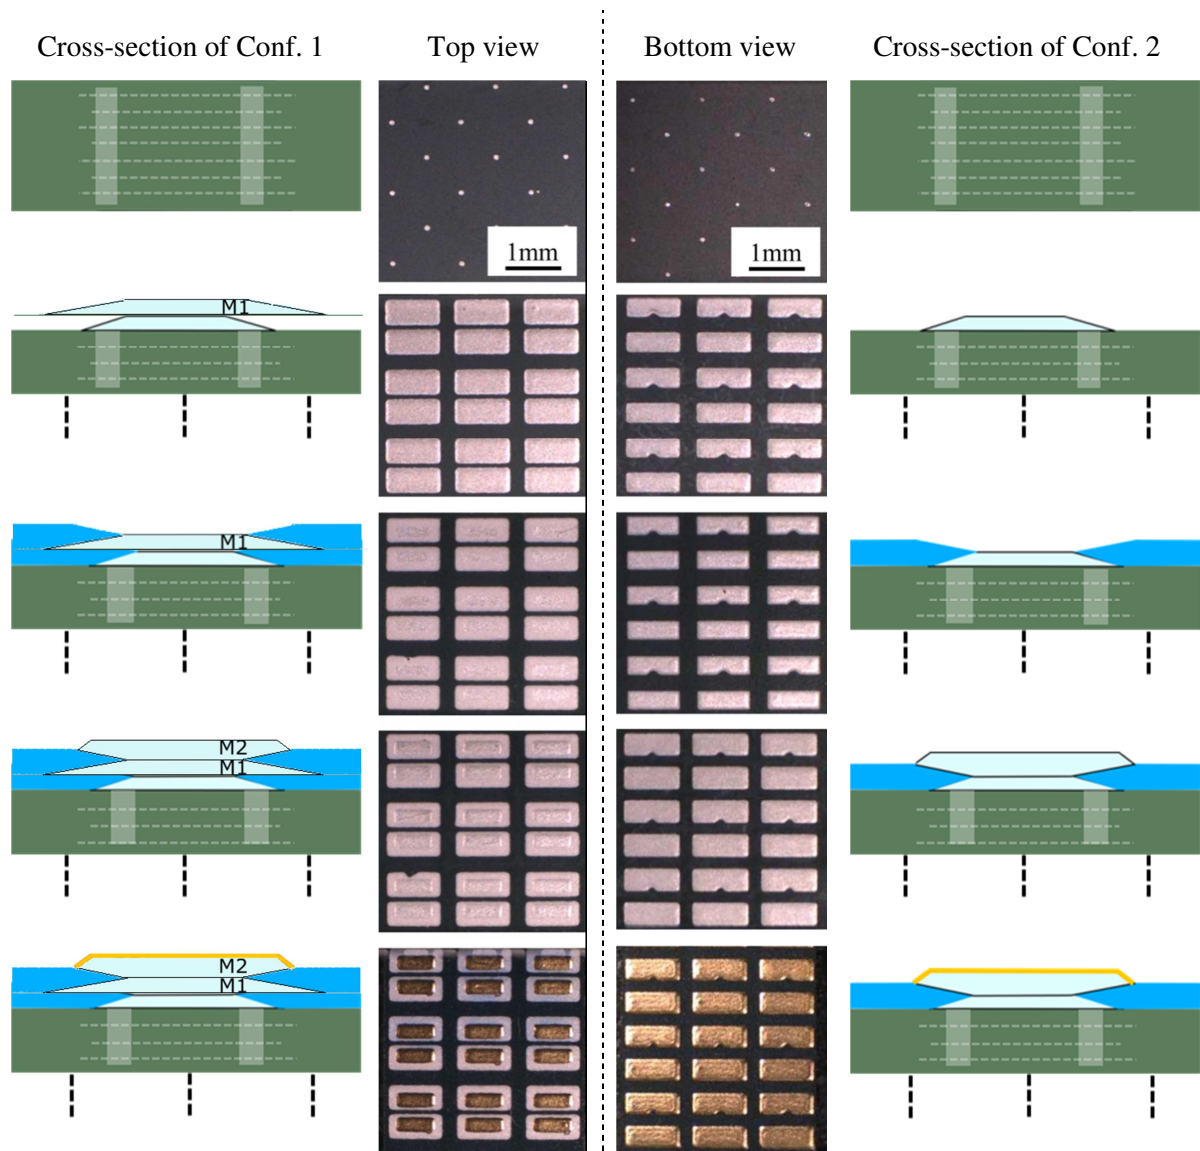 Cross-section of Conf. 1
Top view
Bottom view
Cross-section of Conf. 2
1mm
1mm
M1
M1
M2
M1
M2
M1